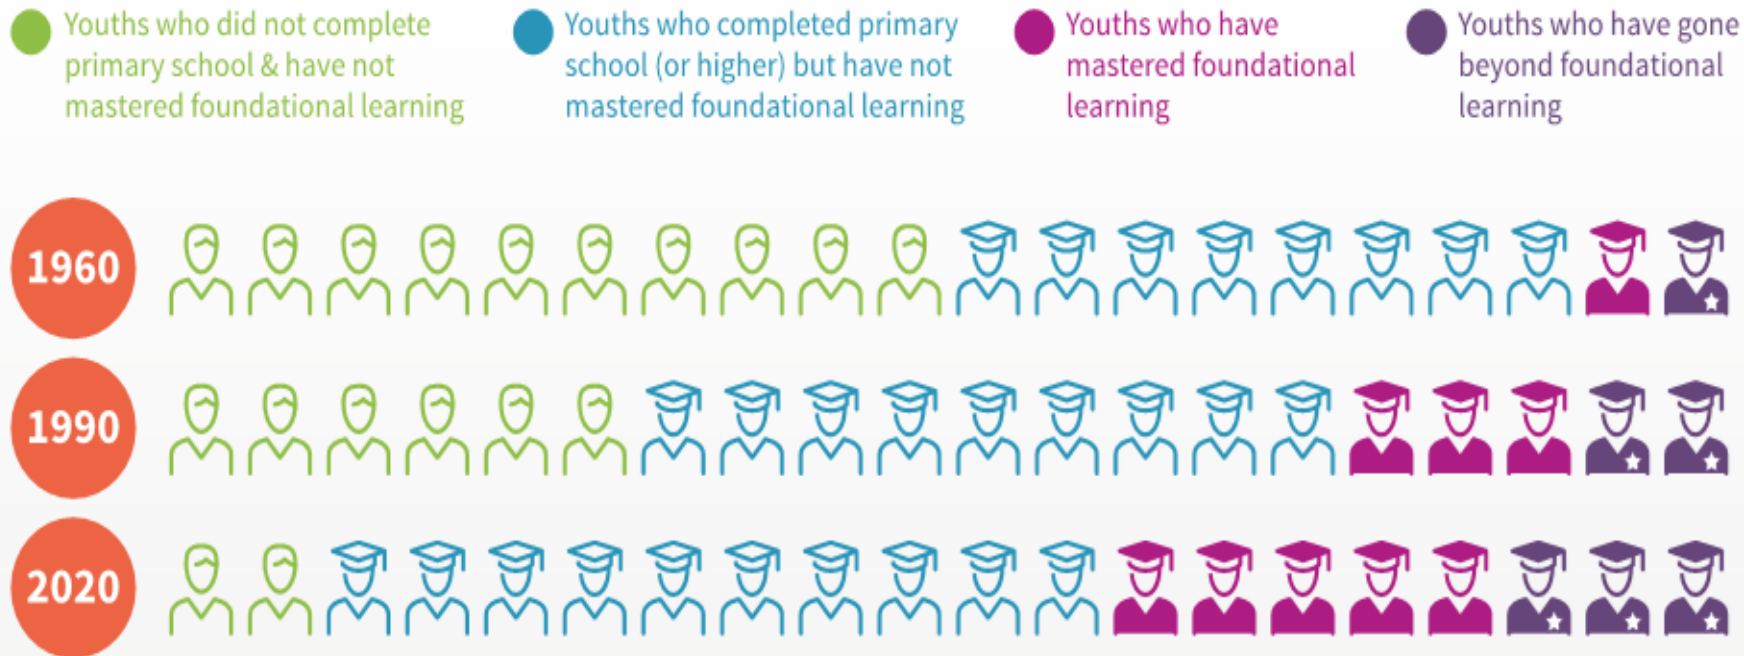 Youths who did not complete
primary school & have not
mastered foundational learning
Youths who completed primary
school (or higher) but have not
mastered foundational learning
Youths who have
mastered foundational
learning
Youths who have gone
beyond foundational
learning
1960
1990
2020